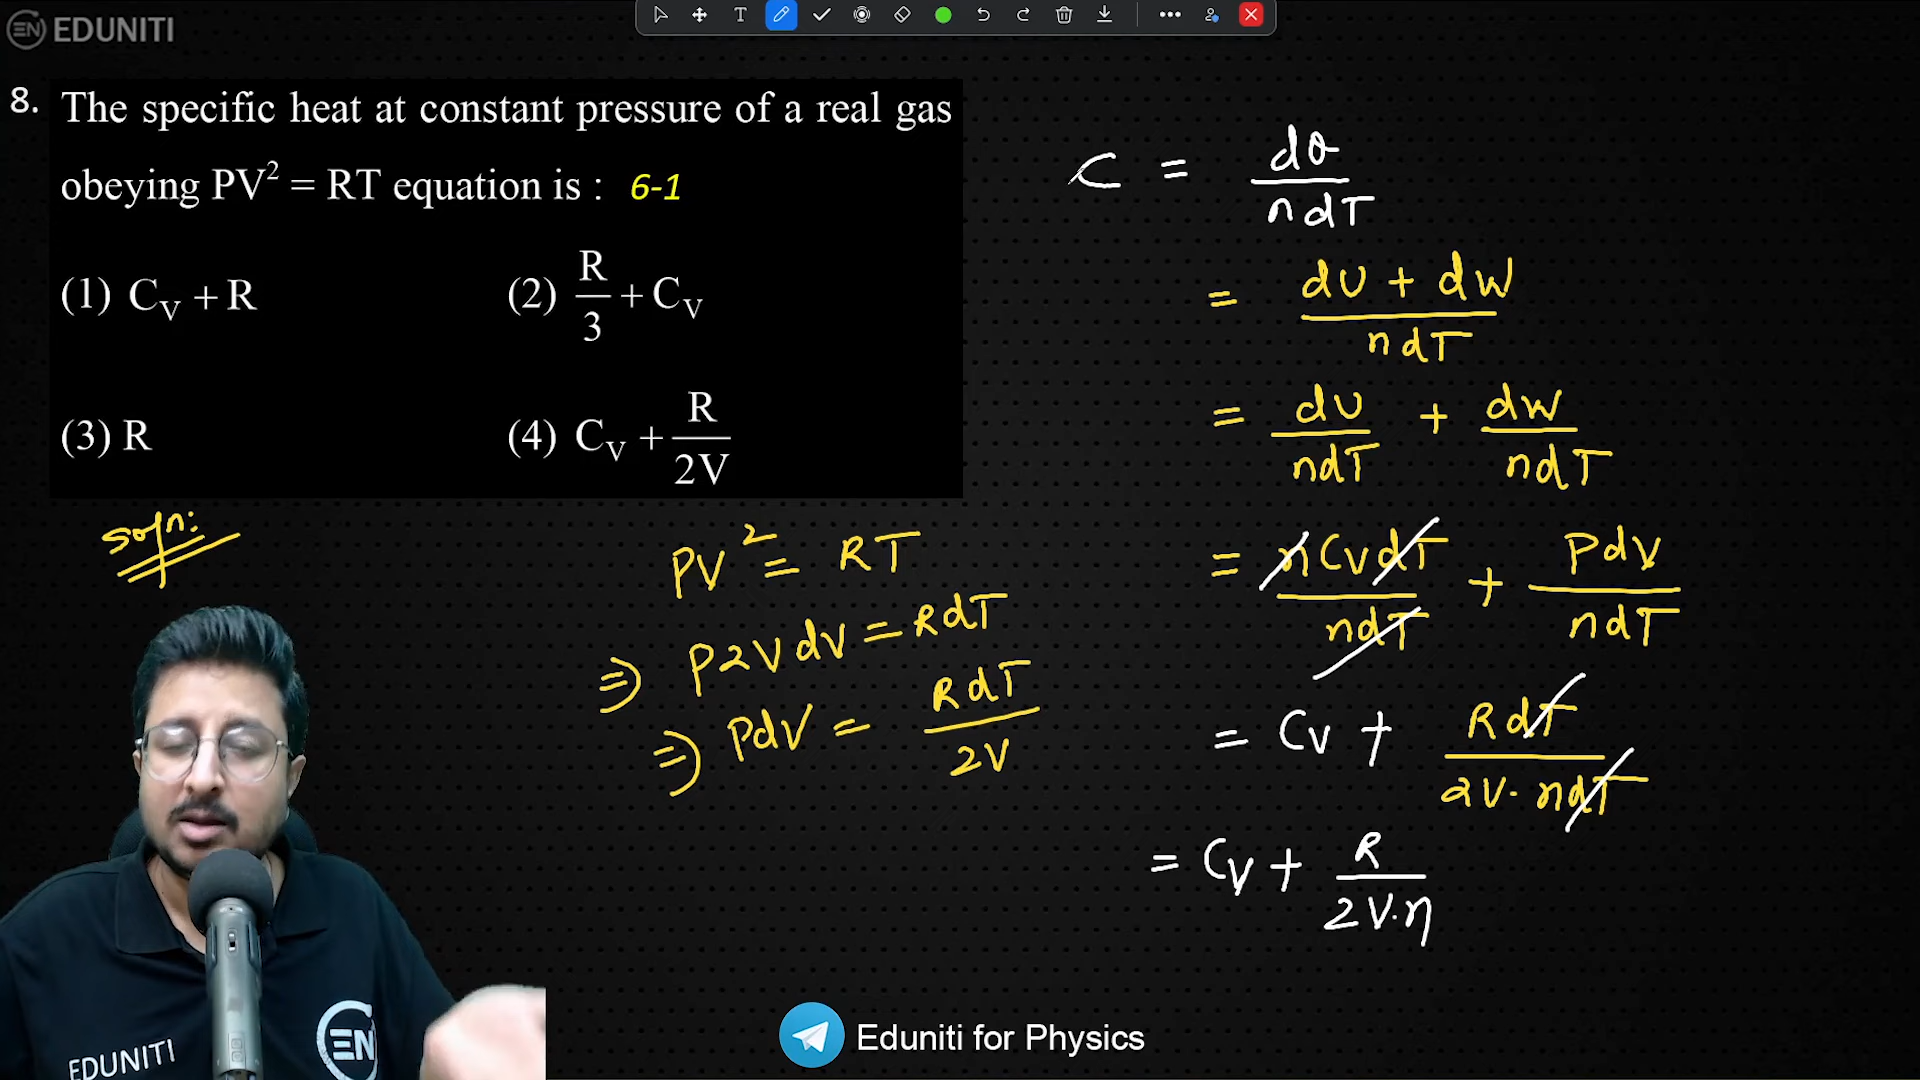 EN EDUNITI
8. The specific heat at constant pressure of a real gas
obeying PV² = RT equation is : 6-1
(1) C_V + R
(2) R/3 + C_V
(3) R
(4) C_V + R/2V
Soln:
PV² = RT
⇒ P2VdV = RdT
⇒ PdV = RdT/2V
C = dQ/ndT
= dU + dW/ndT
= dU/ndT + dW/ndT
= nCvdT/ndT + PdV/ndT
= Cv + RdT/2V·ndT
= Cv + R/2V·n
EDUNITI
EN
Eduniti for Physics